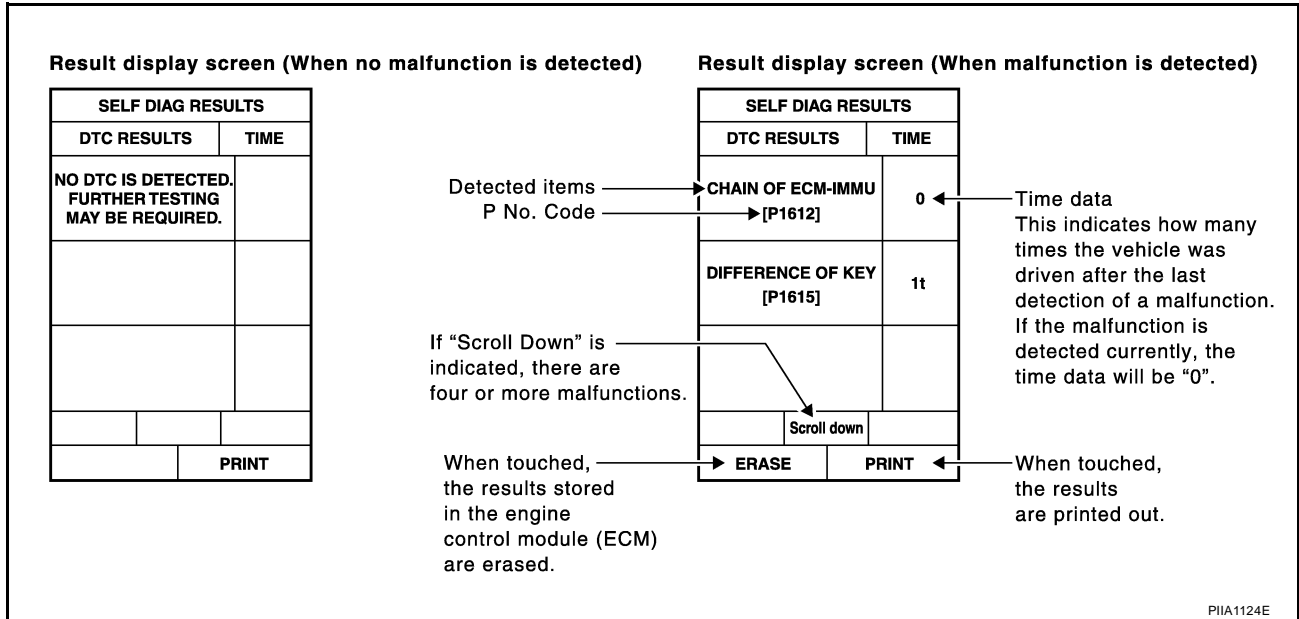 Result display screen (When no malfunction is detected)
SELF DIAG RESULTS
DTC RESULTS TIME
NO DTC IS DETECTED.
FURTHER TESTING
MAY BE REQUIRED.
PRINT
Result display screen (When malfunction is detected)
SELF DIAG RESULTS
DTC RESULTS TIME
Detected items
P No. Code
CHAIN OF ECM-IMMU
[P1612]
0
Time data
This indicates how many
times the vehicle was
driven after the last
detection of a malfunction.
If the malfunction is
detected currently, the
time data will be “0”.
DIFFERENCE OF KEY
[P1615]
1t
If “Scroll Down” is
indicated, there are
four or more malfunctions.
Scroll down
When touched,
the results stored
in the engine
control module (ECM)
are erased.
ERASE PRINT
When touched,
the results
are printed out.
PIIA1124E